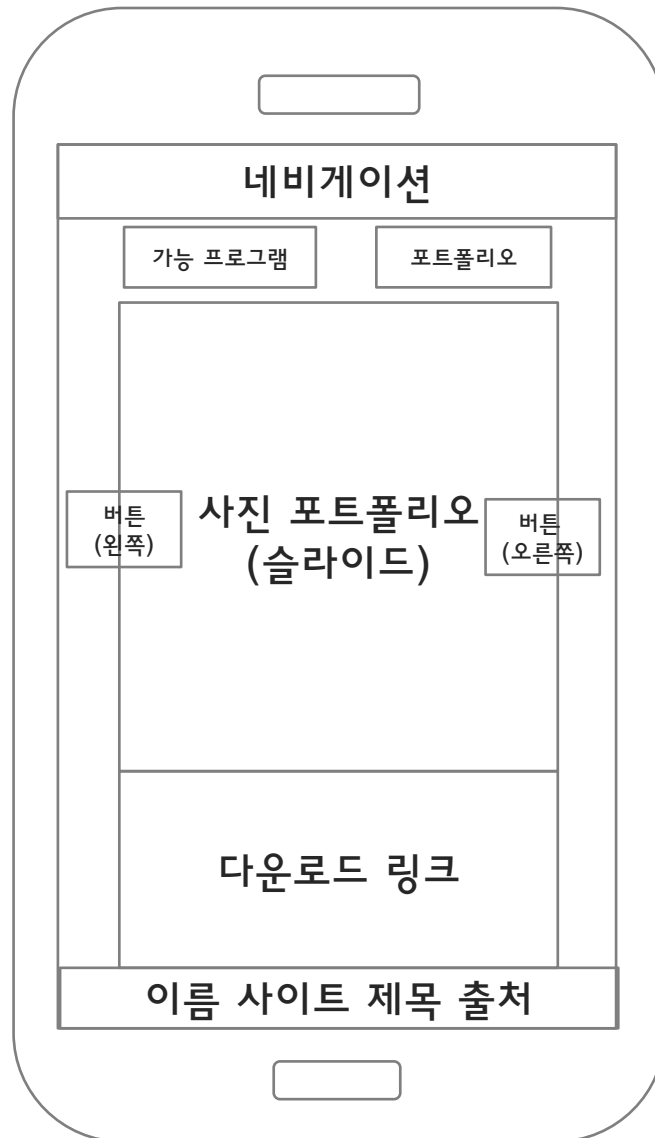 네비게이션
가능 프로그램
포트폴리오
사진 포트폴리오
(슬라이드)
버튼
(왼쪽)
버튼
(오른쪽)
다운로드 링크
이름 사이트 제목 출처